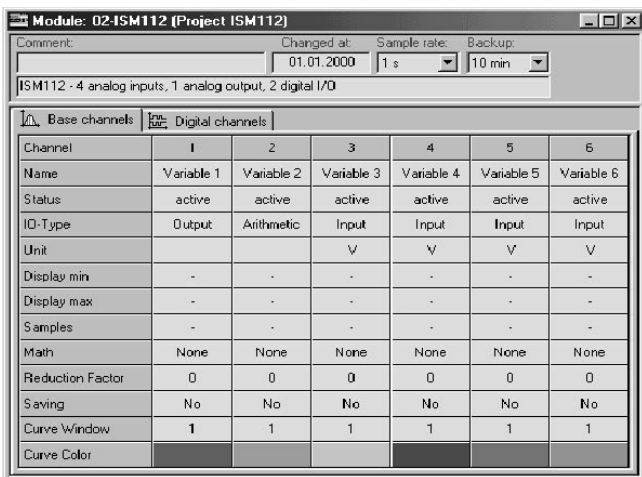 Module: 02-ISM112 (Project ISM112)
Comment: Changed at: Sample rate: Backup:
01.01.2000 1 s 10 min
ISM112 - 4 analog inputs, 1 analog output, 2 digital I/O
Base channels Digital channels
Channel 1 2 3 4 5 6
Name Variable 1 Variable 2 Variable 3 Variable 4 Variable 5 Variable 6
Status active active active active active active
IO-Type Output Arithmetic Input Input Input Input
Unit V V V V
Display min - - - - - -
Display max - - - - - -
Samples - - - - - -
Math None None None None None None
Reduction Factor 0 0 0 0 0 0
Saving No No No No No No
Curve Window 1 1 1 1 1 1
Curve Color